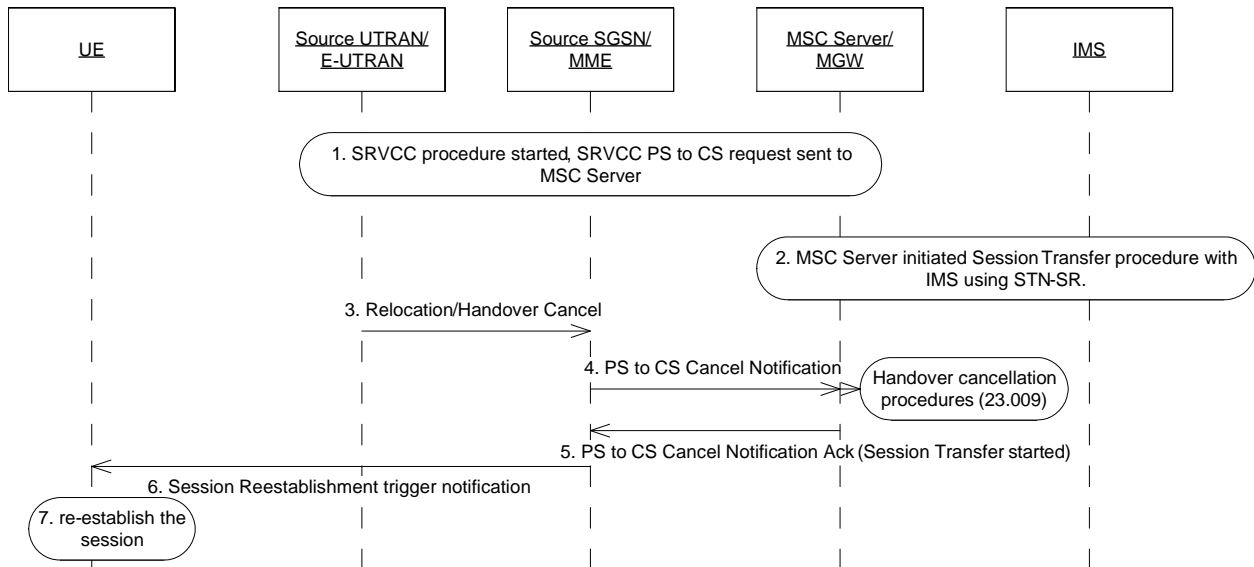 UE
Source UTRAN/
E-UTRAN
Source SGSN/
MME
MSC Server/
MGW
IMS
1. SRVCC procedure started, SRVCC PS to CS request sent to
MSC Server
2. MSC Server initiated Session Transfer procedure with
IMS using STN-SR.
3. Relocation/Handover Cancel
4. PS to CS Cancel Notification
Handover cancellation
procedures (23.009)
5. PS to CS Cancel Notification Ack (Session Transfer started)
6. Session Reestablishment trigger notification
7. re-establish the
session